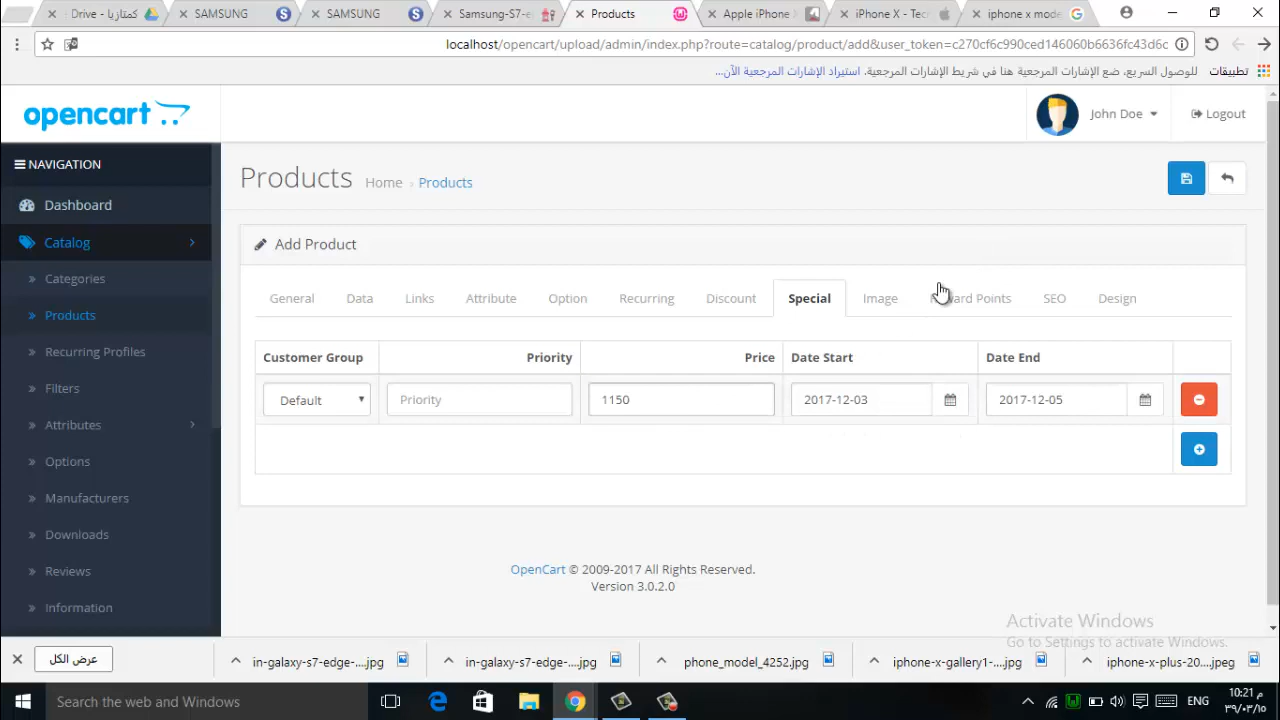 كمتازيا - Drive
SAMSUNG
SAMSUNG
Samsung-S7-e
Products
Apple iPhone X
iPhone X - Tec
iphone x mode
localhost/opencart/upload/admin/index.php?route=catalog/product/add&user_token=c270cf6c990ced146060b6636fc43d6c
تطبيقات
للوصول السريع، ضع الإشارات المرجعية هنا في شريط الإشارات المرجعية. استيراد الإشارات المرجعية الآن...
opencart
John Doe
Logout
NAVIGATION
Products Home › Products
Dashboard
Catalog
Categories
Products
Recurring Profiles
Filters
Attributes
Options
Manufacturers
Downloads
Reviews
Information
Add Product
General Data Links Attribute Option Recurring Discount Special Image Reward Points SEO Design
Customer Group Priority Price Date Start Date End
Default Priority 1150 2017-12-03 2017-12-05
OpenCart © 2009-2017 All Rights Reserved.
Version 3.0.2.0
Activate Windows
Go to Settings to activate Windows.
عرض الكل
in-galaxy-s7-edge-....jpg
in-galaxy-s7-edge-....jpg
phone_model_4252.jpg
iphone-x-gallery1-....jpg
iphone-x-plus-20....jpeg
Search the web and Windows
ENG
م 10:21
٣٩/٠٣/١٥